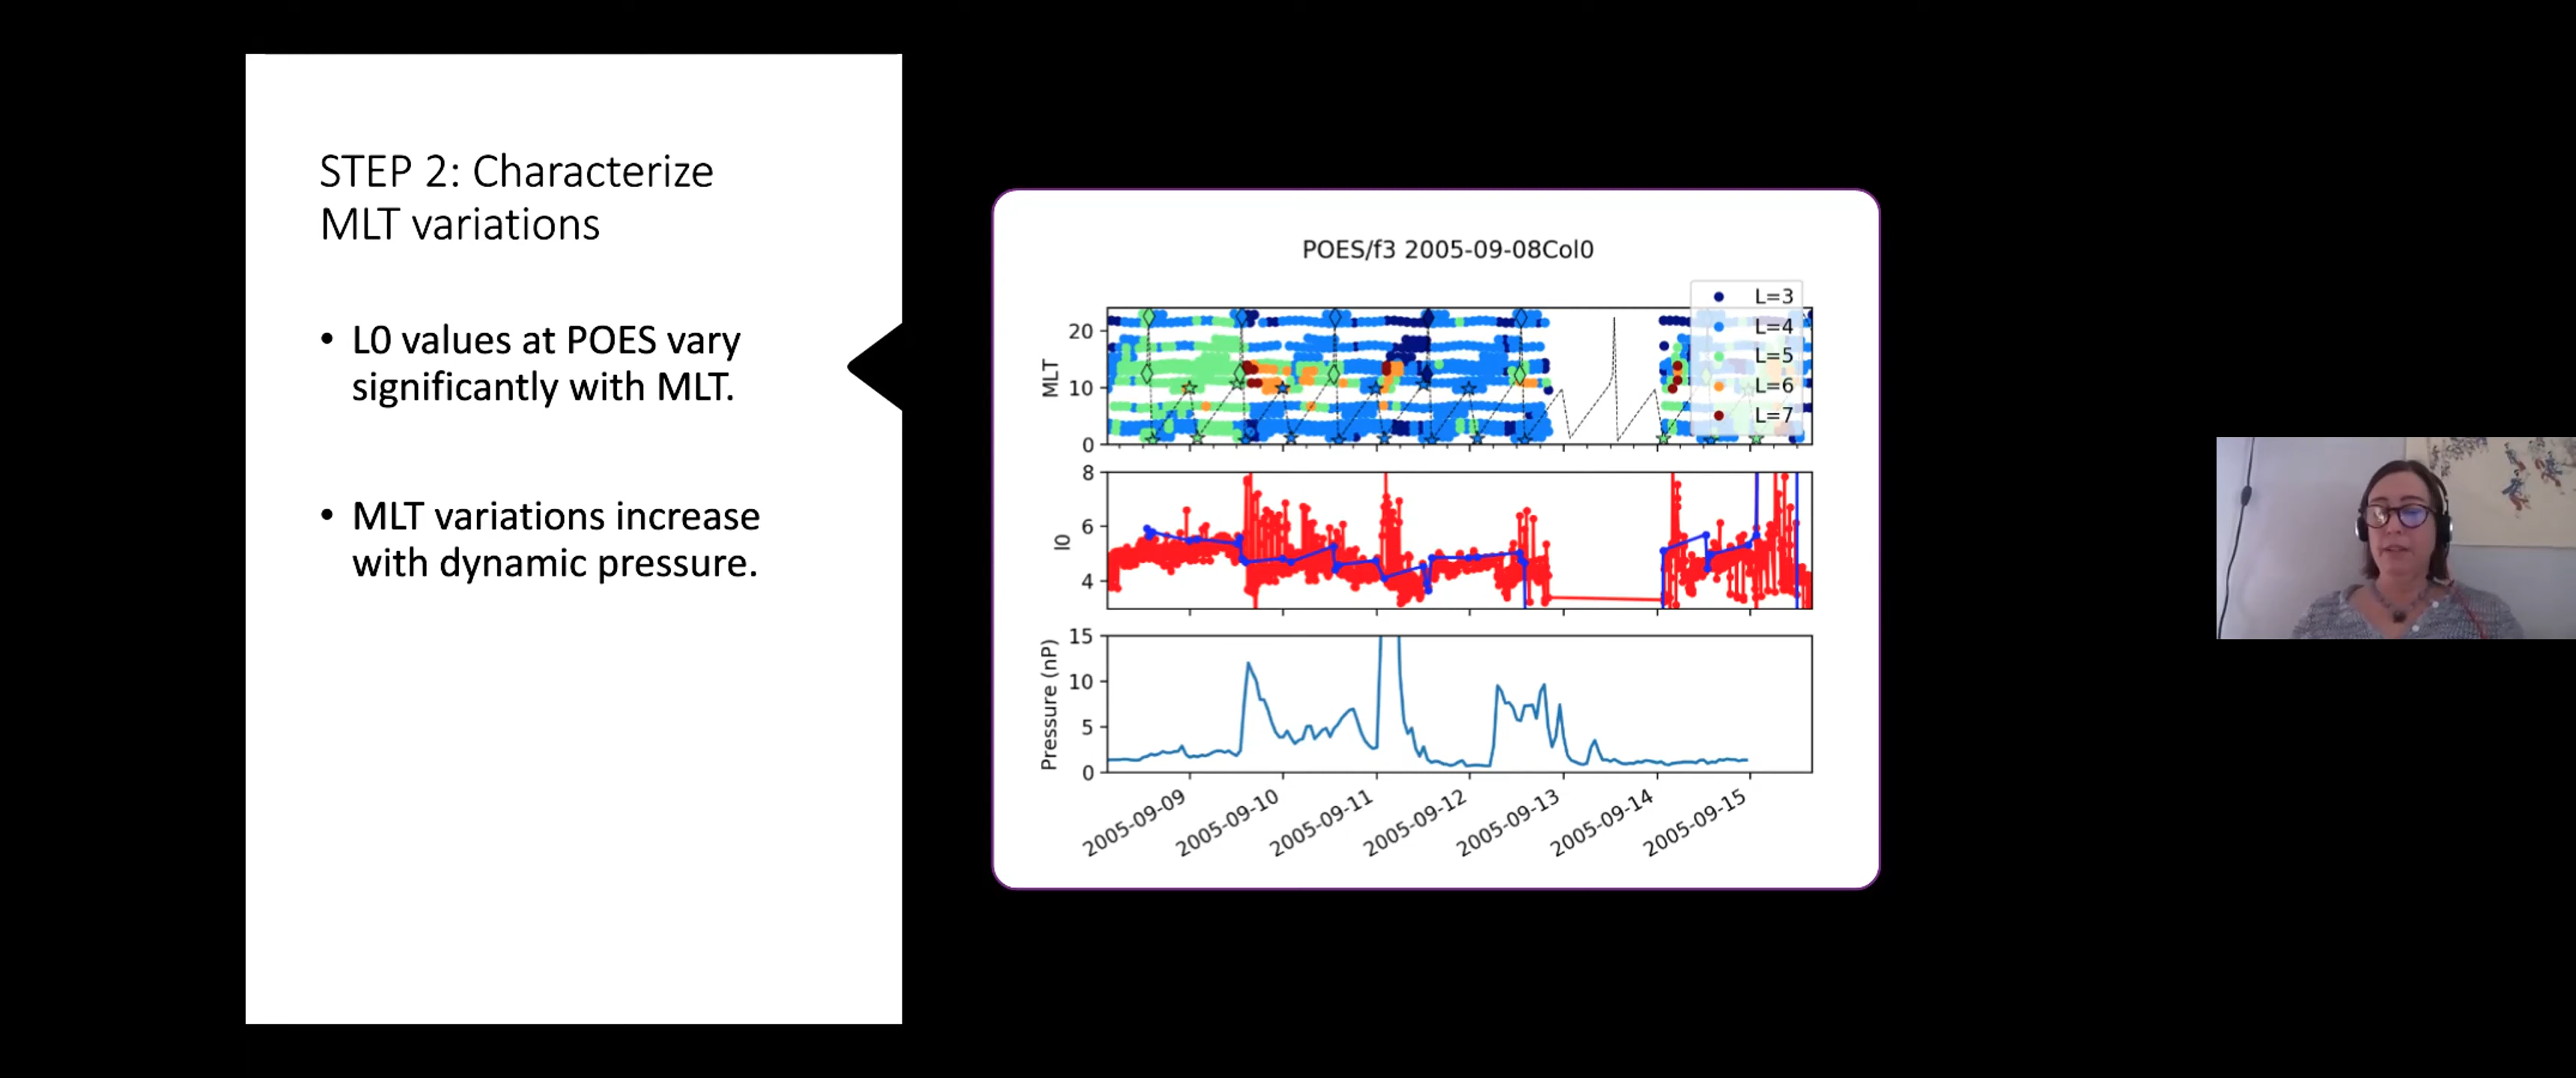 STEP 2: Characterize
MLT variations
• L0 values at POES vary
significantly with MLT.
• MLT variations increase
with dynamic pressure.
POES/f3 2005-09-08Col0
L=3
L=4
L=5
L=6
L=7
MLT
20
10
0
l0
8
6
4
Pressure (nP)
15
10
5
0
2005-09-09
2005-09-10
2005-09-11
2005-09-12
2005-09-13
2005-09-14
2005-09-15